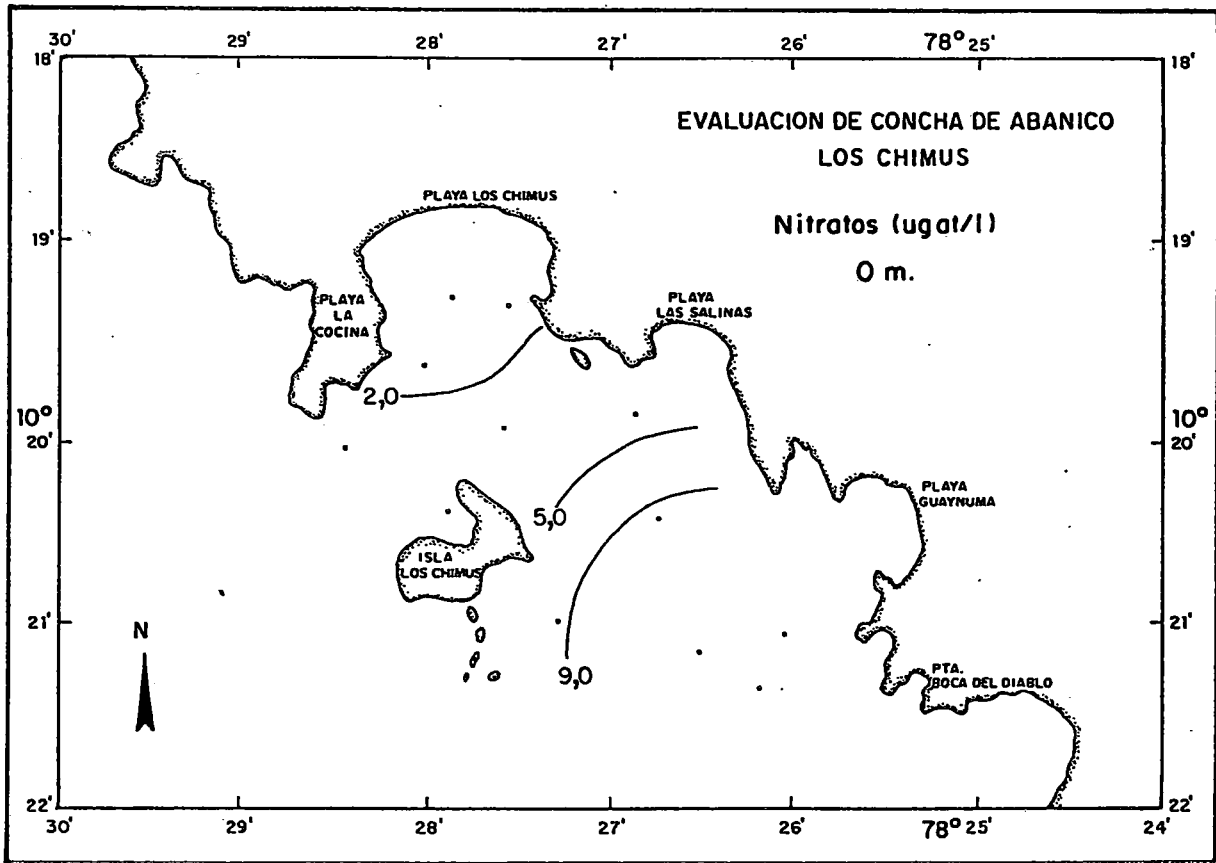 30' 29' 28' 27' 26' 78° 25'
18' 18'
EVALUACION DE CONCHA DE ABANICO
LOS CHIMUS
PLAYA LOS CHIMUS
Nitratos (ugat/l)
19' 19'
0 m.
PLAYA
LA
COCINA
PLAYA
LAS SALINAS
2,0
10° 10°
20' 20'
PLAYA
GUAYNUMA
5,0
ISLA
LOS CHIMUS
21' 21'
N
9,0
PTA.
BOCA DEL DIABLO
22' 22'
30' 29' 28' 27' 26' 78° 25' 24'